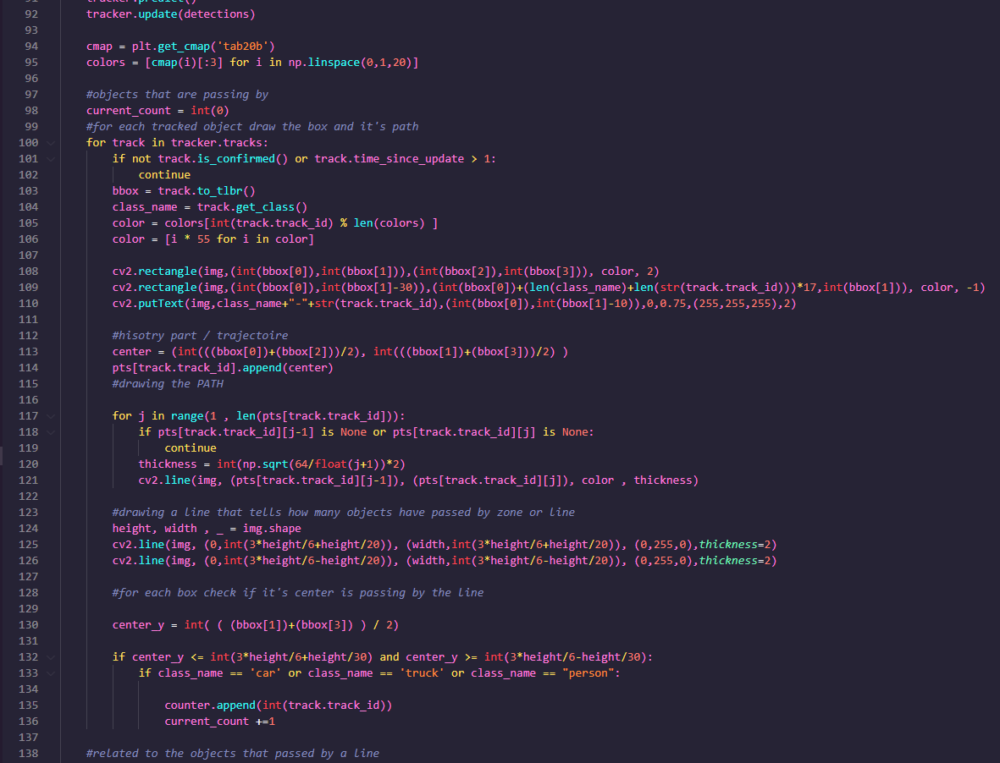 92 tracker.update(detections)
93
94 cmap = plt.get_cmap('tab20b')
95 colors = [cmap(i)[:3] for i in np.linspace(0,1,20)]
96
97 #objects that are passing by
98 current_count = int(0)
99 #for each tracked object draw the box and it's path
100 for track in tracker.tracks:
101 if not track.is_confirmed() or track.time_since_update > 1:
102 continue
103 bbox = track.to_tlbr()
104 class_name = track.get_class()
105 color = colors[int(track.track_id) % len(colors) ]
106 color = [i * 55 for i in color]
107
108 cv2.rectangle(img,(int(bbox[0]),int(bbox[1])),(int(bbox[2]),int(bbox[3])), color, 2)
109 cv2.rectangle(img,(int(bbox[0]),int(bbox[1]-30)),(int(bbox[0])+(len(class_name)+len(str(track.track_id)))*17,int(bbox[1])), color, -1)
110 cv2.putText(img,class_name+"-"+str(track.track_id),(int(bbox[0]),int(bbox[1]-10)),0,0.75,(255,255,255),2)
111
112 #hisotry part / trajectoire
113 center = (int(((bbox[0])+(bbox[2]))/2), int(((bbox[1])+(bbox[3]))/2) )
114 pts[track.track_id].append(center)
115 #drawing the PATH
116
117 for j in range(1 , len(pts[track.track_id])):
118 if pts[track.track_id][j-1] is None or pts[track.track_id][j] is None:
119 continue
120 thickness = int(np.sqrt(64/float(j+1))*2)
121 cv2.line(img, (pts[track.track_id][j-1]), (pts[track.track_id][j]), color , thickness)
122
123 #drawing a line that tells how many objects have passed by zone or line
124 height, width , _ = img.shape
125 cv2.line(img, (0,int(3*height/6+height/20)), (width,int(3*height/6+height/20)), (0,255,0),thickness=2)
126 cv2.line(img, (0,int(3*height/6-height/20)), (width,int(3*height/6-height/20)), (0,255,0),thickness=2)
127
128 #for each box check if it's center is passing by the line
129
130 center_y = int( ( (bbox[1])+(bbox[3]) ) / 2)
131
132 if center_y <= int(3*height/6+height/30) and center_y >= int(3*height/6-height/30):
133 if class_name == 'car' or class_name == 'truck' or class_name == "person":
134
135 counter.append(int(track.track_id))
136 current_count +=1
137
138 #related to the objects that passed by a line